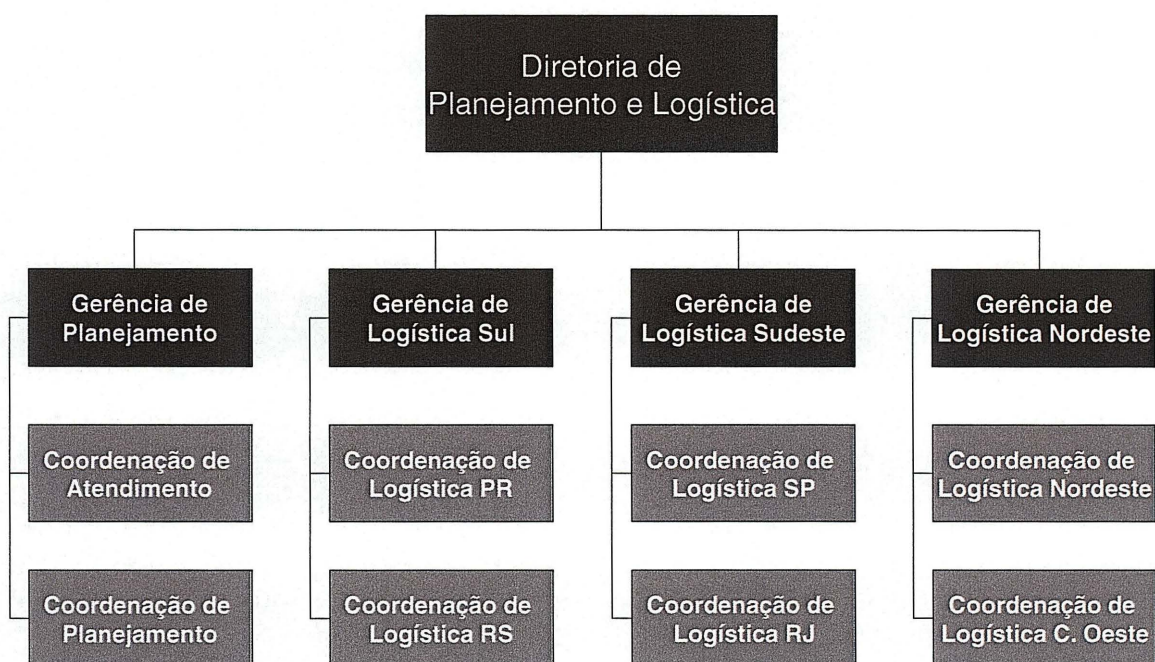 Diretoria de
Planejamento e Logística
Gerência de
Planejamento
Gerência de
Logística Sul
Gerência de
Logística Sudeste
Gerência de
Logística Nordeste
Coordenação de
Atendimento
Coordenação de
Logística PR
Coordenação de
Logística SP
Coordenação de
Logística Nordeste
Coordenação de
Planejamento
Coordenação de
Logística RS
Coordenação de
Logística RJ
Coordenação de
Logística C. Oeste